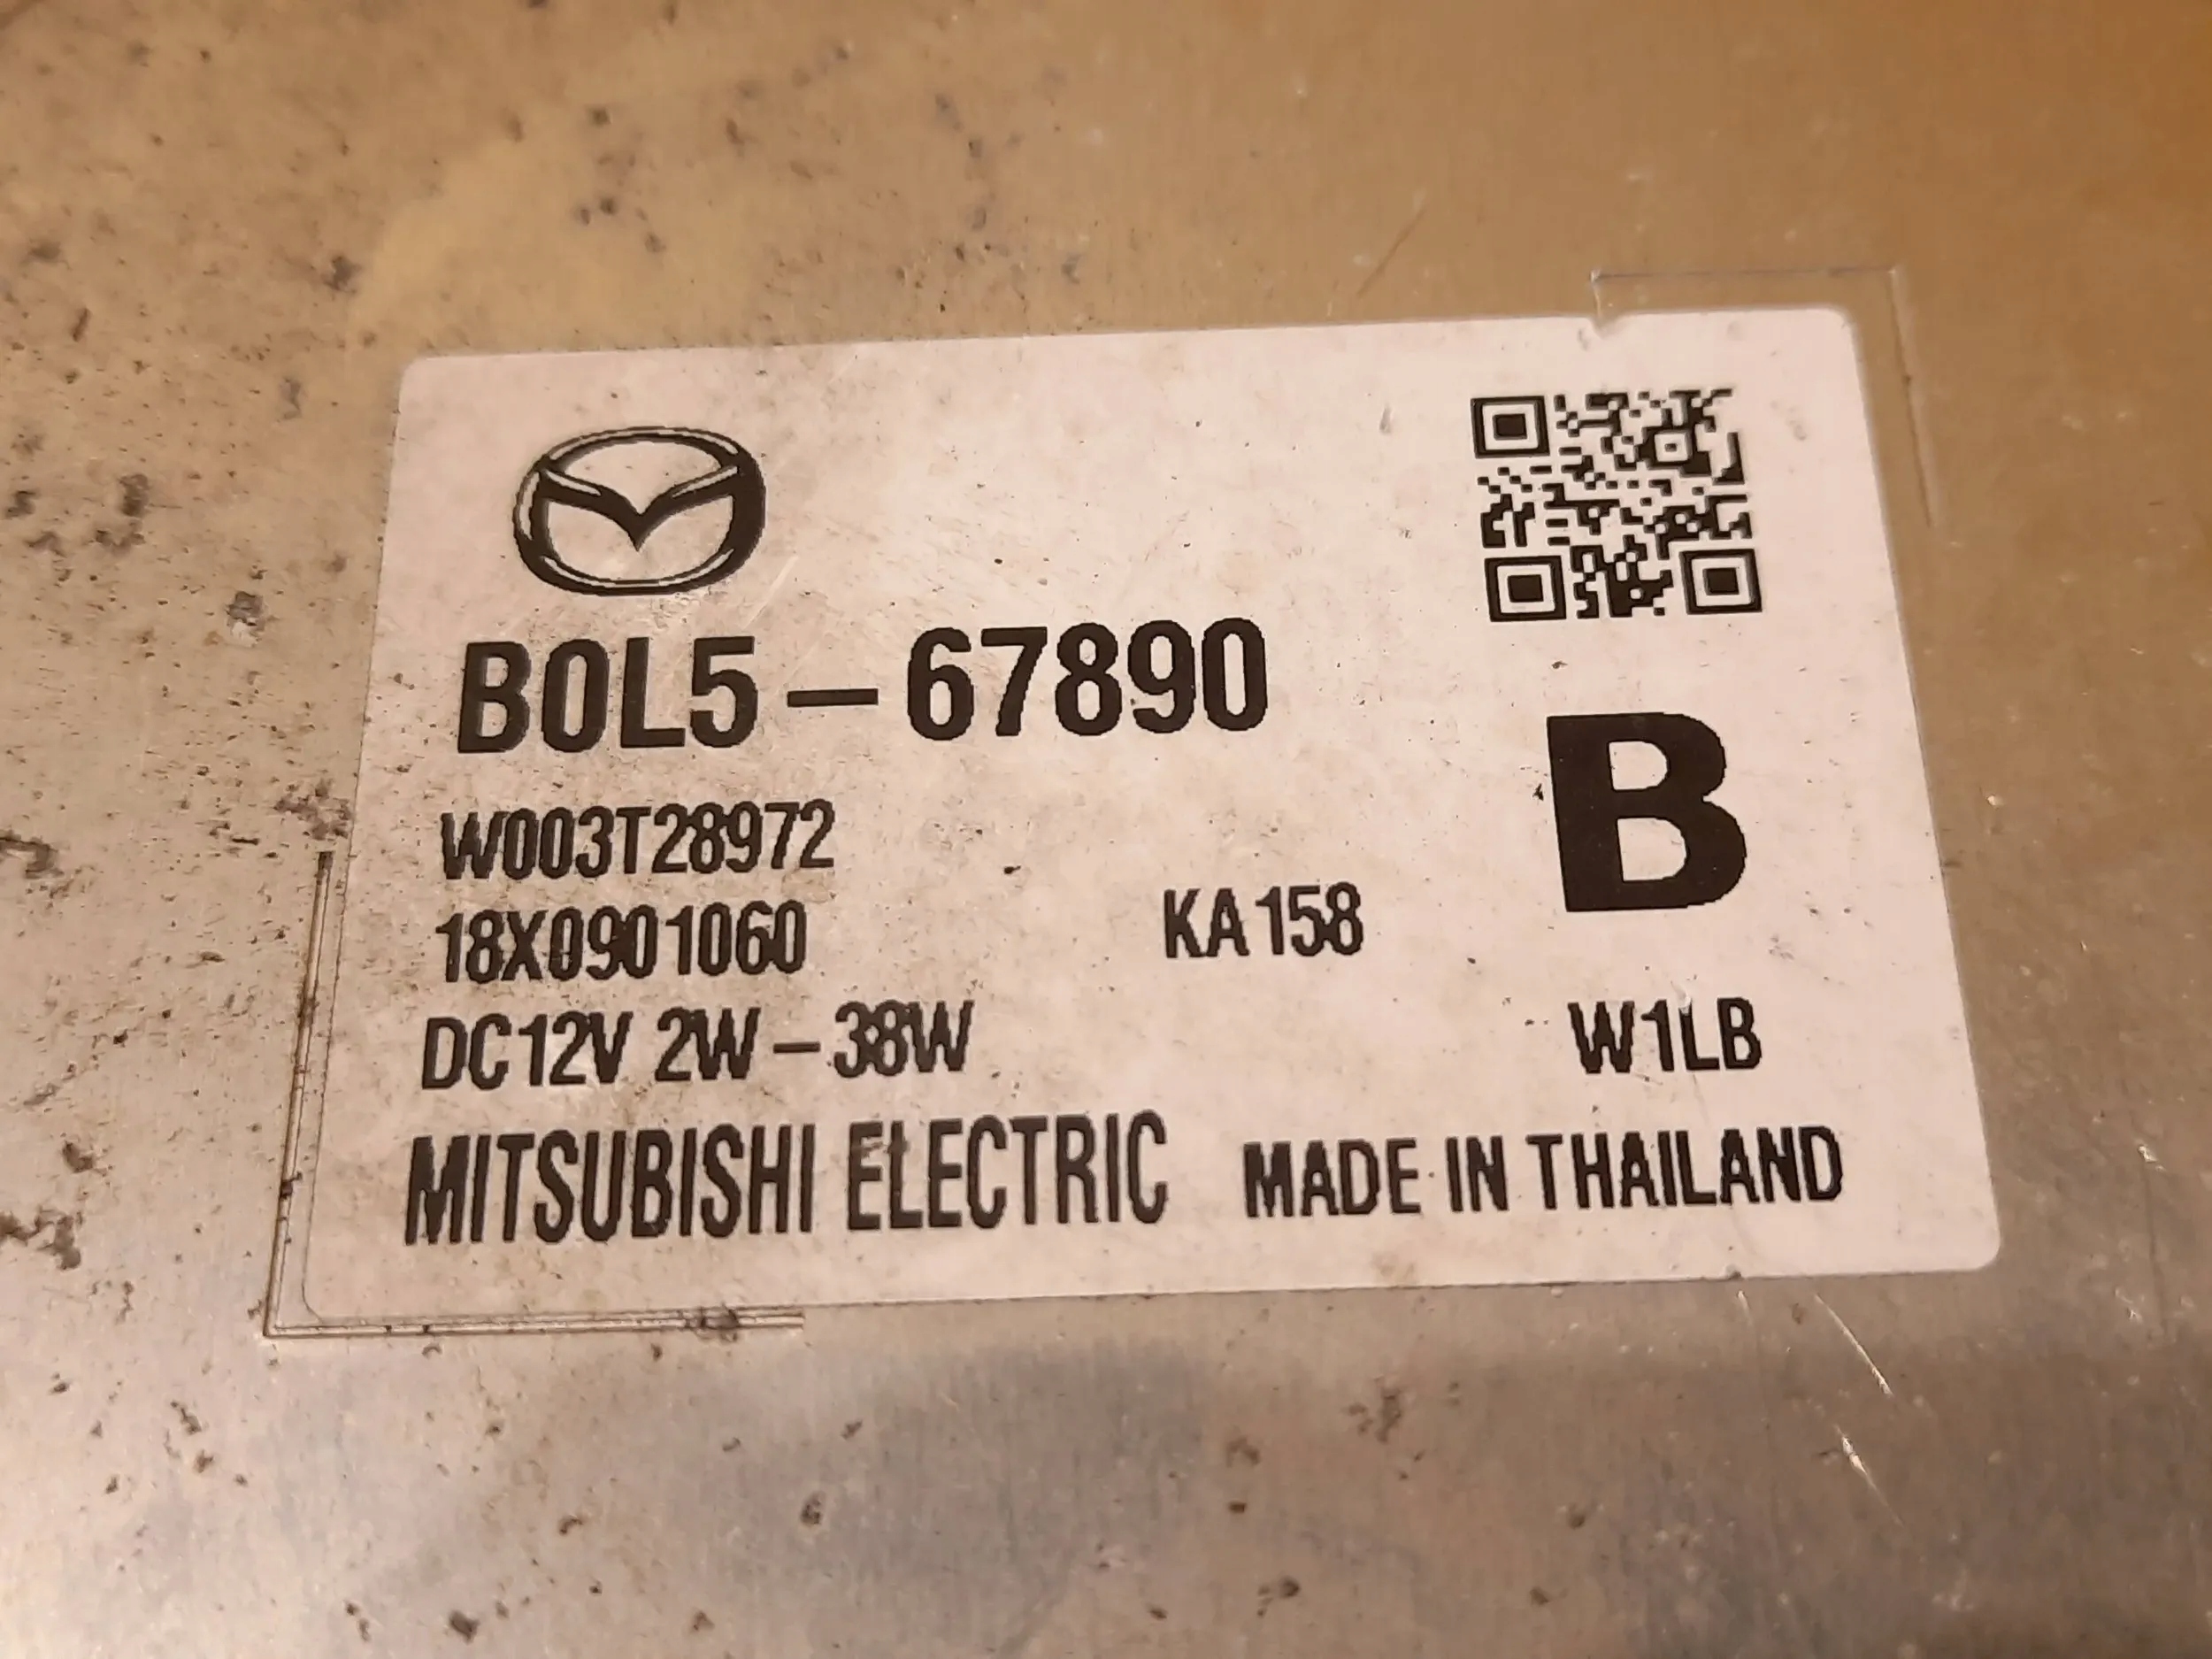 B0L5-67890
B
W003T28972
18X0901060 KA158
DC12V 2W-38W W1LB
MITSUBISHI ELECTRIC MADE IN THAILAND